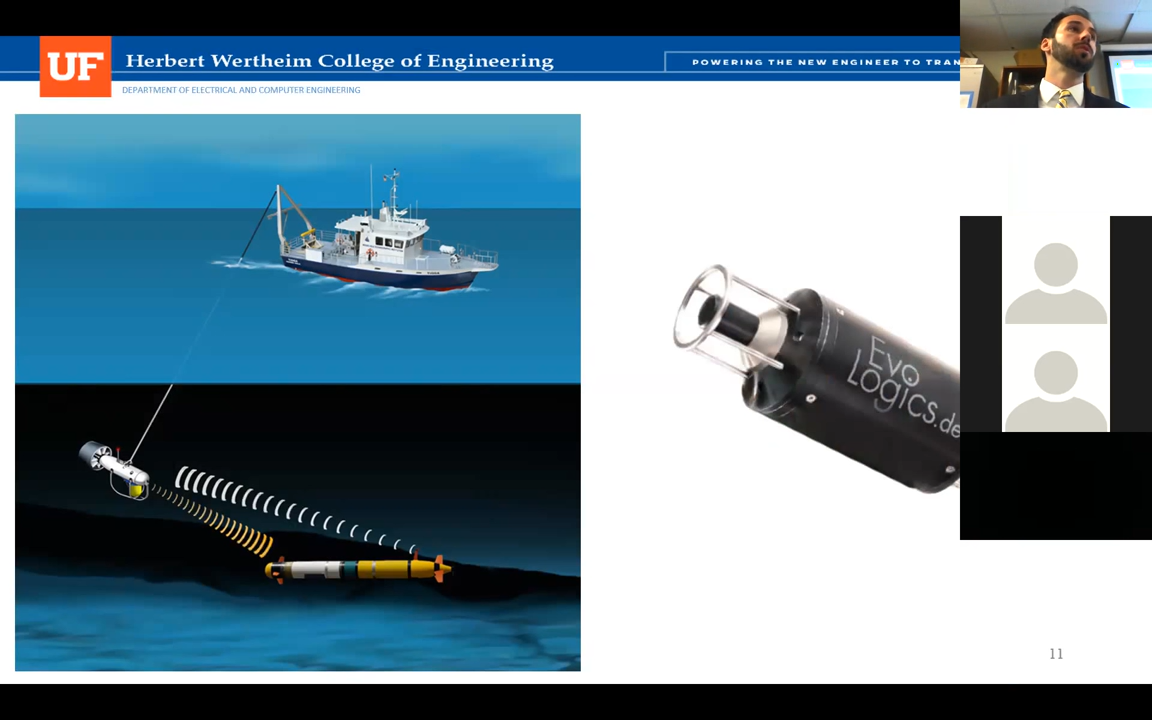 UF
Herbert Wertheim College of Engineering
POWERING THE NEW ENGINEER TO TRAN
DEPARTMENT OF ELECTRICAL AND COMPUTER ENGINEERING
Evo
Logics.de
11